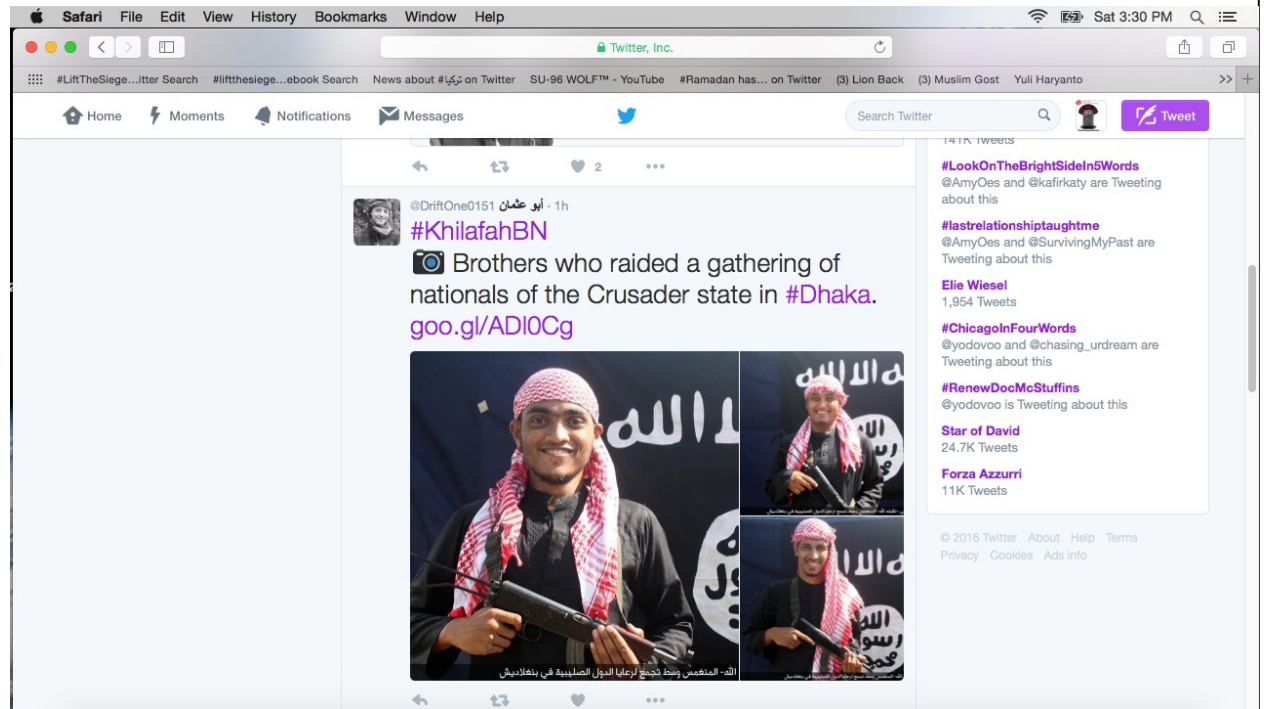 Safari File Edit View History Bookmarks Window Help Sat 3:30 PM
Twitter, Inc.
#LiftTheSiege...itter Search #liftthesiege...ebook Search News about #تركيا on Twitter SU-96 WOLF™ - YouTube #Ramadan has... on Twitter (3) Lion Back (3) Muslim Gost Yuli Haryanto >> +
Home Moments Notifications Messages Search Twitter Tweet
141K Tweets
2
#LookOnTheBrightSideIn5Words
@AmyOes and @kafirkaty are Tweeting
about this
#lastrelationshiptaughtme
@AmyOes and @SurvivingMyPast are
Tweeting about this
Elie Wiesel
1,954 Tweets
#ChicagoInFourWords
@yodovoo and @chasing_urdream are
Tweeting about this
#RenewDocMcStuffins
@yodovoo is Tweeting about this
Star of David
24.7K Tweets
Forza Azzurri
11K Tweets
© 2016 Twitter About Help Terms
Privacy Cookies Ads info
@DriftOne0151 أبو عثمان · 1h
#KhilafahBN
Brothers who raided a gathering of
nationals of the Crusader state in #Dhaka.
goo.gl/ADl0Cg
الله
رسول
محمد
الله- المنغمس وسط تجمع لرعايا الدول الصليبية في بنغلاديش